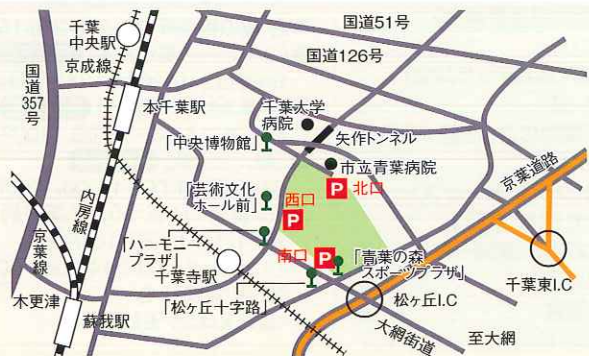 国道51号
国道126号
千葉
中央駅
京成線
国道
357
号
本千葉駅
千葉大学
病院
矢作トンネル
「中央博物館」
市立青葉病院
京葉道路
P
北口
「芸術文化
ホール前」
西口
P
内房線
京葉線
「ハーモニー
プラザ」
南口
P
「青葉の森
スポーツプラザ」
千葉寺駅
千葉東I.C
木更津
「松ヶ丘十字路」
松ヶ丘I.C
蘇我駅
大網街道
至大網